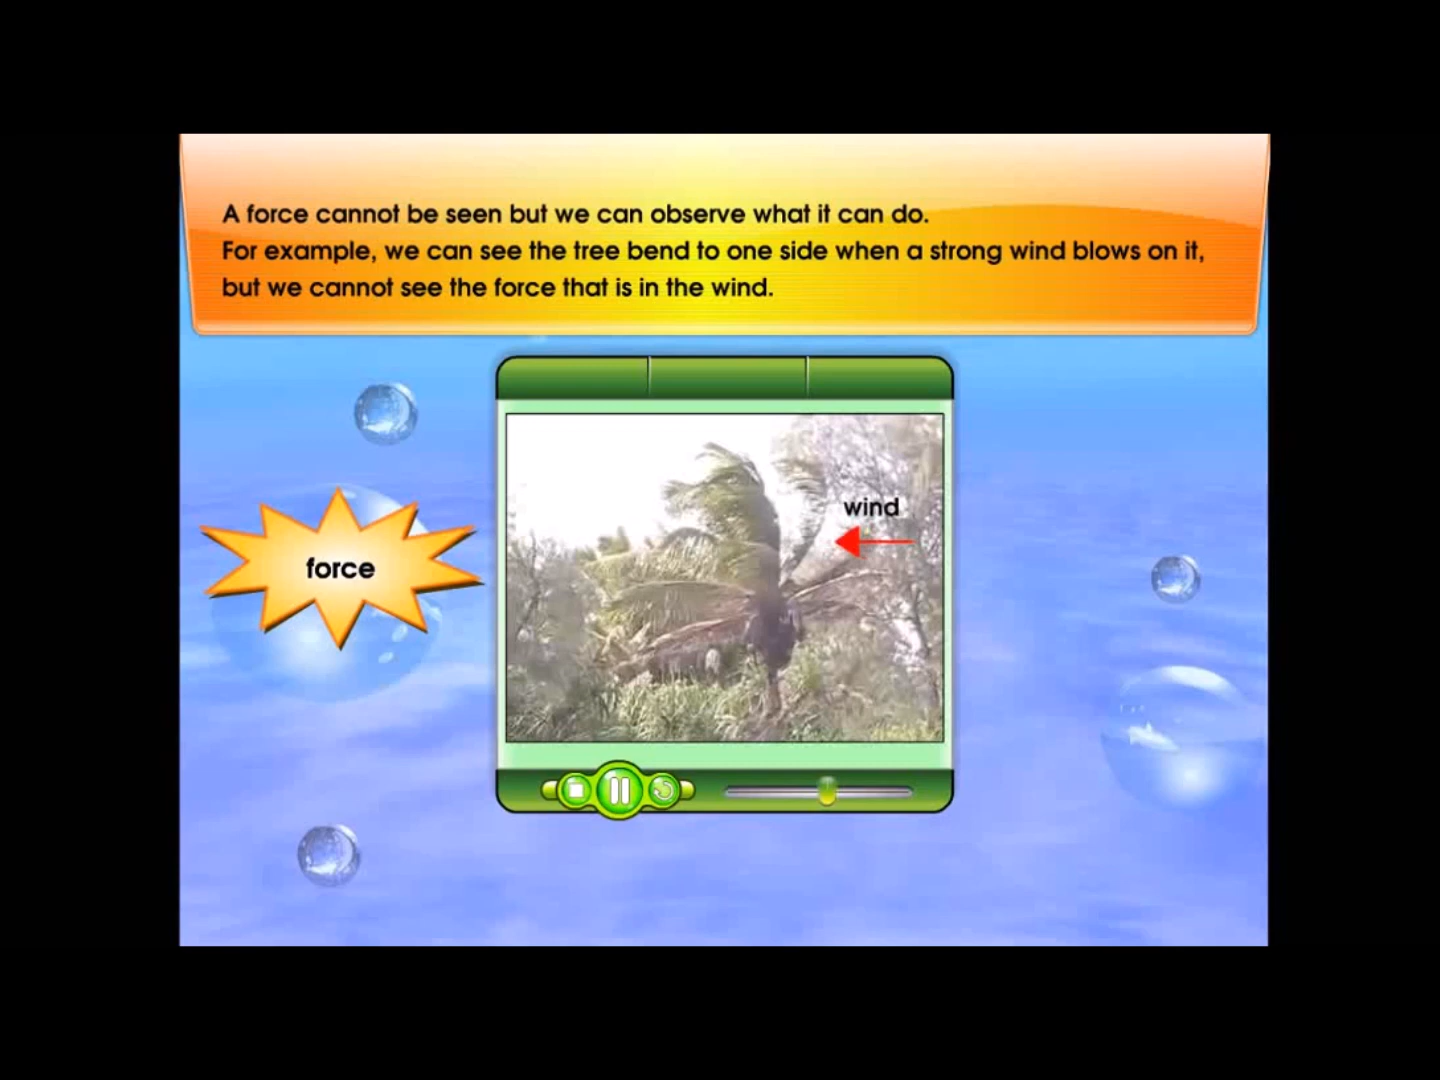 A force cannot be seen but we can observe what it can do.
For example, we can see the tree bend to one side when a strong wind blows on it,
but we cannot see the force that is in the wind.
wind
force